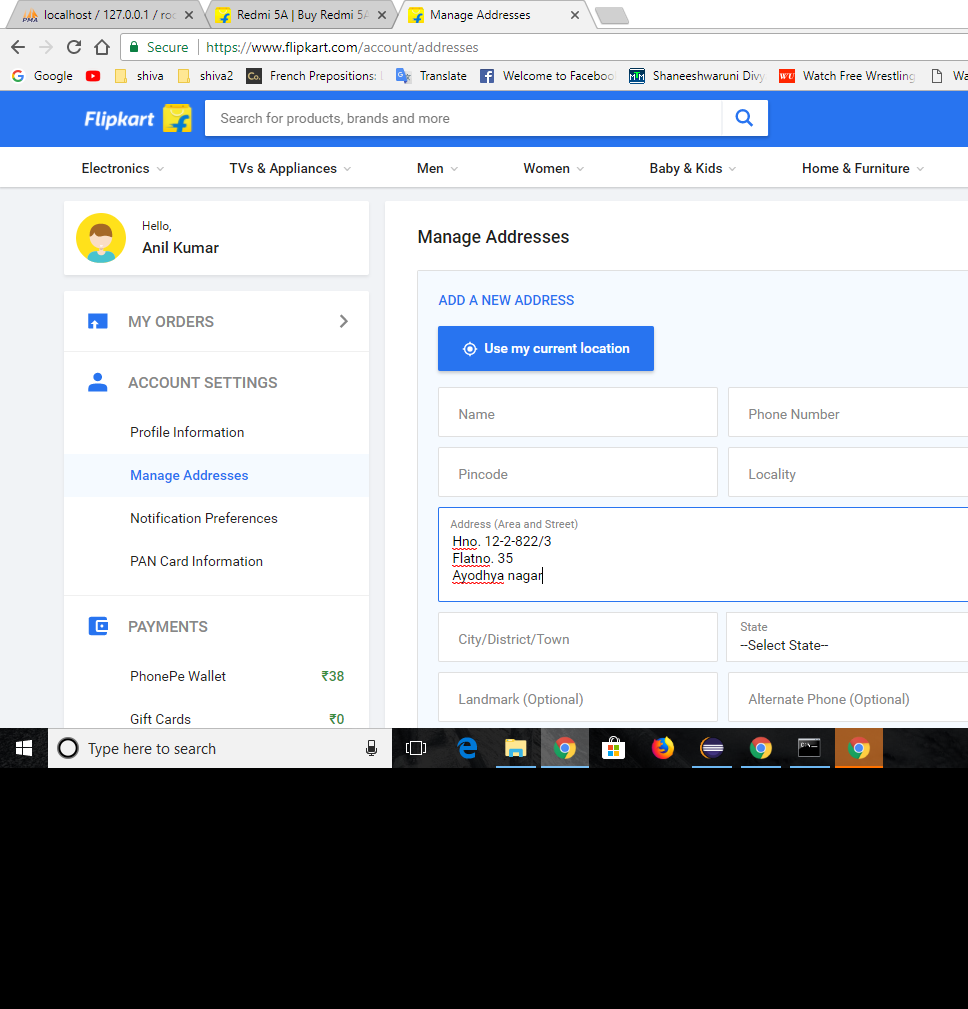 localhost / 127.0.0.1 / roo
Redmi 5A | Buy Redmi 5A
Manage Addresses
Secure
https://www.flipkart.com/account/addresses
Google
shiva
shiva2
Co.
French Prepositions:
Translate
Welcome to Faceboo
MTM
Shaneeshwaruni Divy
WU
Watch Free Wrestling
Wa
Flipkart
Search for products, brands and more
Electronics
TVs & Appliances
Men
Women
Baby & Kids
Home & Furniture
Hello,
Anil Kumar
MY ORDERS
ACCOUNT SETTINGS
Profile Information
Manage Addresses
Notification Preferences
PAN Card Information
PAYMENTS
PhonePe Wallet ₹38
Gift Cards ₹0
Manage Addresses
ADD A NEW ADDRESS
Use my current location
Name
Phone Number
Pincode
Locality
Address (Area and Street)
Hno. 12-2-822/3
Flatno. 35
Ayodhya nagar
City/District/Town
State
--Select State--
Landmark (Optional)
Alternate Phone (Optional)
Type here to search